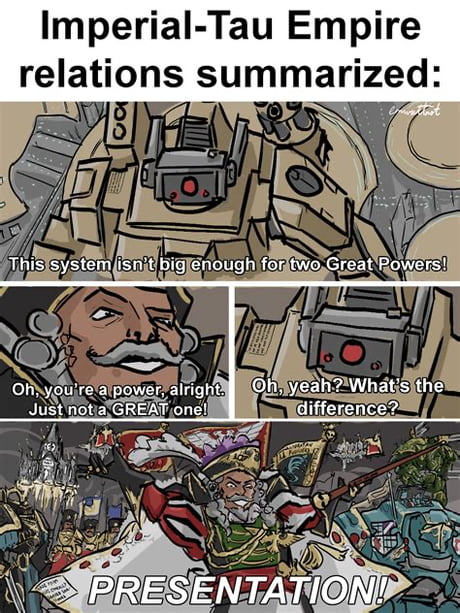 Imperial-Tau Empire
relations summarized:
This system isn't big enough for two Great Powers!
Oh, you're a power, alright.
Just not a GREAT one!
Oh, yeah? What's the
difference?
PRESENTATION!